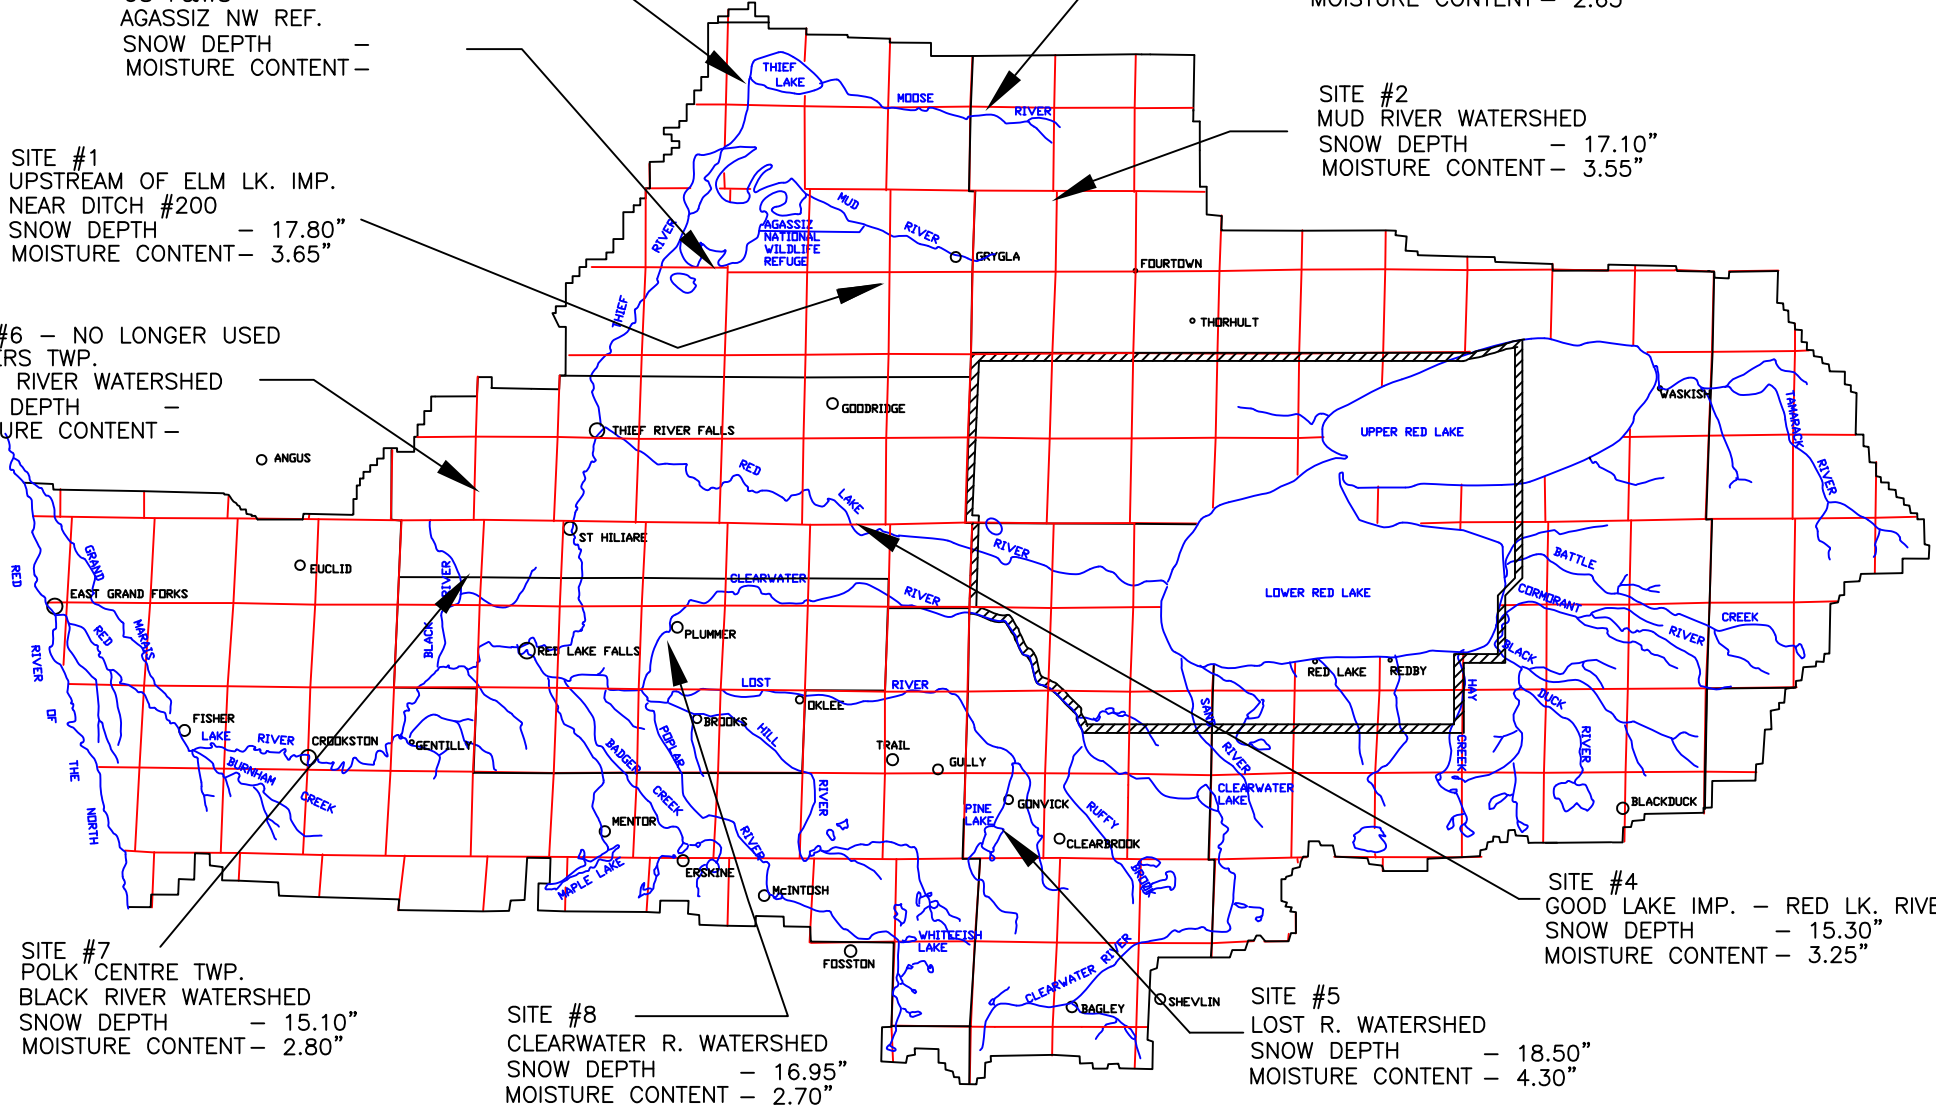 AGASSIZ NW REF.
SNOW DEPTH –
MOISTURE CONTENT –
MOISTURE CONTENT – 2.65
SITE #2
MUD RIVER WATERSHED
SNOW DEPTH – 17.10”
MOISTURE CONTENT – 3.55”
SITE #1
UPSTREAM OF ELM LK. IMP.
NEAR DITCH #200
SNOW DEPTH – 17.80”
MOISTURE CONTENT – 3.65”
#6 – NO LONGER USED
ERS TWP.
RIVER WATERSHED
DEPTH –
URE CONTENT –
THIEF
LAKE
MOOSE
RIVER
MUD
RIVER
AGASSIZ
NATIONAL
WILDLIFE
REFUGE
RIVER
THIEF
GRYGLA
FOURTOWN
THORHULT
GOODRIDGE
THIEF RIVER FALLS
ANGUS
UPPER RED LAKE
WASKISH
TAMARACK
RIVER
RED
LAKE
RIVER
ST HILIARE
EUCLID
EAST GRAND FORKS
RED
RIVER
OF
THE
NORTH
GRAND
MARAIS
RED
LAKE
RIVER
BLACK
RIVER
CLEARWATER
RIVER
LOWER RED LAKE
BATTLE
CREEK
CORMORANT
RIVER
BLACK
DUCK
RIVER
PLUMMER
RED LAKE FALLS
RED LAKE
REDBY
HAY
CREEK
LOST
RIVER
OKLEE
BROOKS
HILL
RIVER
POPLAR
RIVER
BADGER
CREEK
FISHER
CROOKSTON
GENTILLY
BURNHAM
CREEK
TRAIL
GULLY
SAND
RIVER
CLEARWATER
LAKE
PINE
LAKE
GONVICK
RUFFY
BROOK
CLEARBROOK
BLACKDUCK
MENTOR
MAPLE LAKE
ERSKINE
McINTOSH
FOSSTON
WHITEFISH
LAKE
CLEARWATER RIVER
BAGLEY
SHEVLIN
SITE #4
GOOD LAKE IMP. – RED LK. RIVE
SNOW DEPTH – 15.30”
MOISTURE CONTENT – 3.25”
SITE #7
POLK CENTRE TWP.
BLACK RIVER WATERSHED
SNOW DEPTH – 15.10”
MOISTURE CONTENT – 2.80”
SITE #8
CLEARWATER R. WATERSHED
SNOW DEPTH – 16.95”
MOISTURE CONTENT – 2.70”
SITE #5
LOST R. WATERSHED
SNOW DEPTH – 18.50”
MOISTURE CONTENT – 4.30”